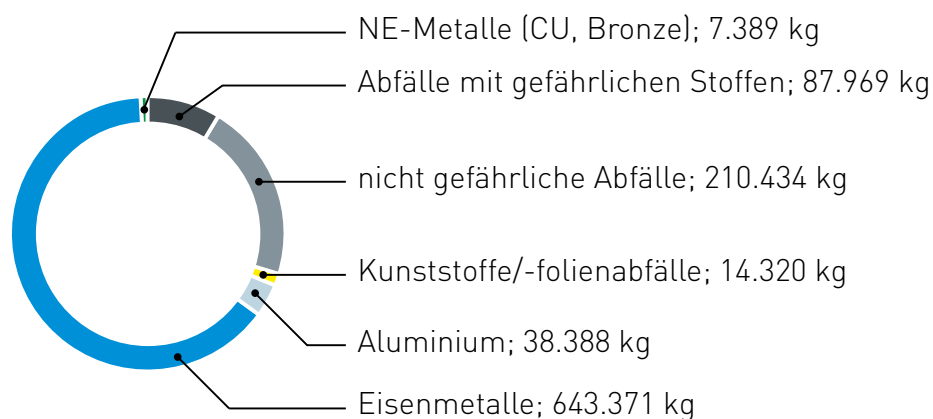 NE-Metalle (CU, Bronze); 7.389 kg
Abfälle mit gefährlichen Stoffen; 87.969 kg
nicht gefährliche Abfälle; 210.434 kg
Kunststoffe/-folienabfälle; 14.320 kg
Aluminium; 38.388 kg
Eisenmetalle; 643.371 kg